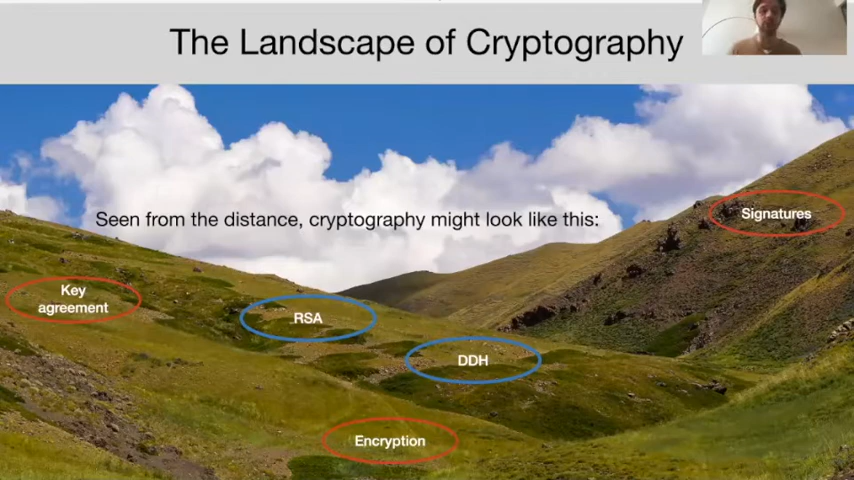 The Landscape of Cryptography
Seen from the distance, cryptography might look like this:
Signatures
Key
agreement
RSA
DDH
Encryption